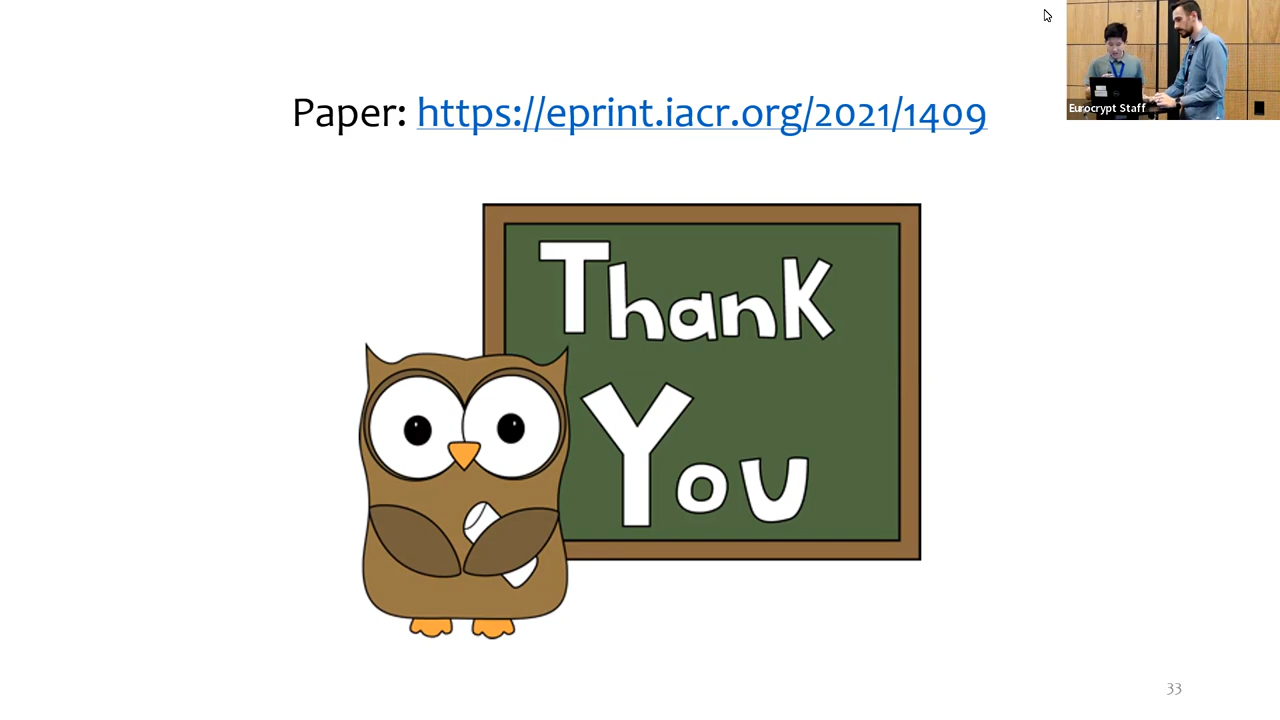 Paper: https://eprint.iacr.org/2021/1409
Eurocrypt Staff
Thank
You
33